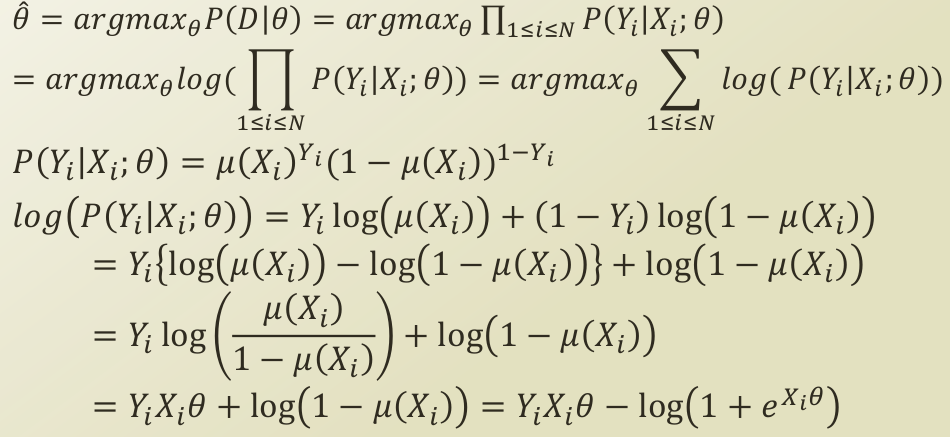 θ̂ = argmax_θ P(D|θ) = argmax_θ ∏_{1≤i≤N} P(Y_i|X_i; θ)
= argmax_θ log( ∏_{1≤i≤N} P(Y_i|X_i; θ)) = argmax_θ ∑_{1≤i≤N} log( P(Y_i|X_i; θ))
P(Y_i|X_i; θ) = μ(X_i)^{Y_i}(1 − μ(X_i))^{1−Y_i}
log(P(Y_i|X_i; θ)) = Y_i log(μ(X_i)) + (1 − Y_i) log(1 − μ(X_i))
= Y_i{log(μ(X_i)) − log(1 − μ(X_i))} + log(1 − μ(X_i))
= Y_i log(μ(X_i) / (1 − μ(X_i))) + log(1 − μ(X_i))
= Y_iX_iθ + log(1 − μ(X_i)) = Y_iX_iθ − log(1 + e^{X_iθ})